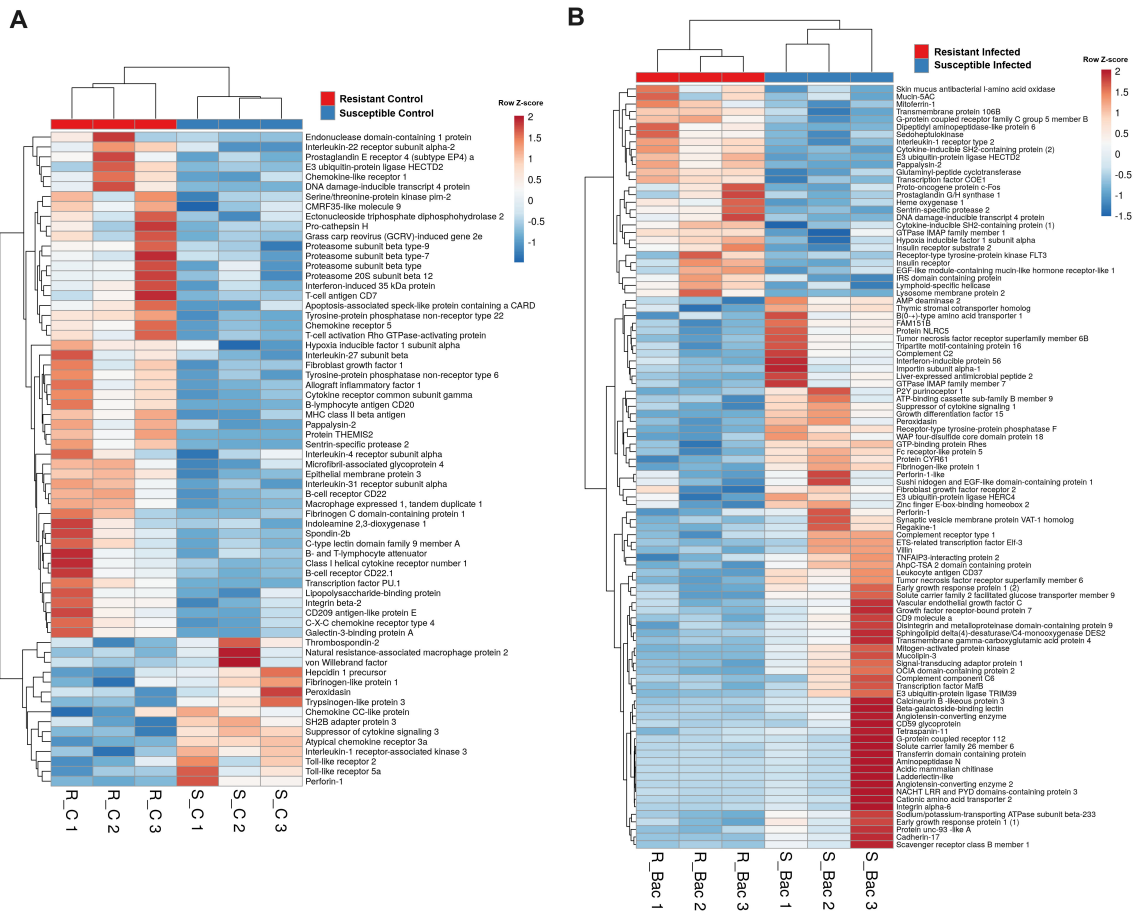 A
Resistant Control
Susceptible Control
Row Z-score
2
1.5
1
0.5
0
-0.5
-1
Endonuclease domain-containing 1 protein
Interleukin-22 receptor subunit alpha-2
Prostaglandin E receptor 4 (subtype EP4) a
E3 ubiquitin-protein ligase HECTD2
Chemokine-like receptor 1
DNA damage-inducible transcript 4 protein
Serine/threonine-protein kinase pim-2
CMRF35-like molecule 9
Ectonucleoside triphosphate diphosphohydrolase 2
Pro-cathepsin H
Grass carp reovirus (GCRV)-induced gene 2e
Proteasome subunit beta type-9
Proteasome subunit beta type-7
Proteasome subunit beta type
Proteasome 20S subunit beta 12
Interferon-induced 35 kDa protein
T-cell antigen CD7
Apoptosis-associated speck-like protein containing a CARD
Tyrosine-protein phosphatase non-receptor type 22
Chemokine receptor 5
T-cell activation Rho GTPase-activating protein
Hypoxia inducible factor 1 subunit alpha
Interleukin-27 subunit beta
Fibroblast growth factor 1
Tyrosine-protein phosphatase non-receptor type 6
Allograft inflammatory factor 1
Cytokine receptor common subunit gamma
B-lymphocyte antigen CD20
MHC class II beta antigen
Pappalysin-2
Protein THEMIS2
Sentrin-specific protease 2
Interleukin-4 receptor subunit alpha
Microfibril-associated glycoprotein 4
Epithelial membrane protein 3
Interleukin-31 receptor subunit alpha
B-cell receptor CD22
Macrophage expressed 1, tandem duplicate 1
Fibrinogen C domain-containing protein 1
Indoleamine 2,3-dioxygenase 1
Spondin-2b
C-type lectin domain family 9 member A
B- and T-lymphocyte attenuator
Class I helical cytokine receptor number 1
B-cell receptor CD22.1
Transcription factor PU.1
Lipopolysaccharide-binding protein
Integrin beta-2
CD209 antigen-like protein E
C-X-C chemokine receptor type 4
Galectin-3-binding protein A
Thrombospondin-2
Natural resistance-associated macrophage protein 2
von Willebrand factor
Hepcidin 1 precursor
Fibrinogen-like protein 1
Peroxidasin
Trypsinogen-like protein 3
Chemokine CC-like protein
SH2B adapter protein 3
Suppressor of cytokine signaling 3
Atypical chemokine receptor 3a
Interleukin-1 receptor-associated kinase 3
Toll-like receptor 2
Toll-like receptor 5a
Perforin-1
R_C 1
R_C 2
R_C 3
S_C 1
S_C 2
S_C 3
B
Resistant Infected
Susceptible Infected
Row Z-score
2
1
0
-1
-1.5
Skin mucus antibacterial l-amino acid oxidase
Mucin-5AC
Mitoferrin-1
Transmembrane protein 106B
G-protein coupled receptor family C group 5 member B
Dipeptidyl aminopeptidase-like protein 6
Sedoheptulokinase
Interleukin-1 receptor type 2
Cytokine-inducible SH2-containing protein (2)
E3 ubiquitin-protein ligase HECTD2
Pappalysin-2
Glutaminyl-peptide cyclotransferase
Transcription factor COE1
Proto-oncogene protein c-Fos
Prostaglandin G/H synthase 1
Heme oxygenase 1
Sentrin-specific protease 2
DNA damage-inducible transcript 4 protein
Cytokine-inducible SH2-containing protein (1)
GTPase IMAP family member 1
Hypoxia inducible factor 1 subunit alpha
Insulin receptor substrate 2
Receptor-type tyrosine-protein kinase FLT3
Insulin receptor
EGF-like module-containing mucin-like hormone receptor-like 1
IRS domain containing protein
Lymphoid-specific helicase
Lysosome membrane protein 2
AMP deaminase 2
Thymic stromal cotransporter homolog
B(0-+)-type amino acid transporter 1
FAM151B
Protein NLRC5
Tumor necrosis factor receptor superfamily member 6B
Tripartite motif-containing protein 16
Complement C2
Interferon-inducible protein 56
Importin subunit alpha-1
Liver-expressed antimicrobial peptide 2
GTPase IMAP family member 7
P2Y purinoceptor 1
ATP-binding cassette sub-family B member 9
Suppressor of cytokine signaling 1
Growth differentiation factor 15
Peroxidasin
Receptor-type tyrosine-protein phosphatase F
WAP four-disulfide core domain protein 18
GTP-binding protein Rhes
Fc receptor-like protein 5
Protein CYR61
Fibrinogen-like protein 1
Perforin-1-like
Sushi nidogen and EGF-like domain-containing protein 1
Fibroblast growth factor receptor 2
E3 ubiquitin-protein ligase HERC4
Zinc finger E-box-binding homeobox 2
Perforin-1
Synaptic vesicle membrane protein VAT-1 homolog
Regakine-1
Complement receptor type 1
ETS-related transcription factor Elf-3
Villin
TNFAIP3-interacting protein 2
AhpC-TSA 2 domain containing protein
Leukocyte antigen CD37
Tumor necrosis factor receptor superfamily member 6
Early growth response protein 1 (2)
Solute carrier family 2 facilitated glucose transporter member 9
Vascular endothelial growth factor C
Growth factor receptor-bound protein 7
CD9 molecule a
Disintegrin and metalloproteinase domain-containing protein 9
Sphingolipid delta(4)-desaturase/C4-monooxygenase DES2
Transmembrane gamma-carboxyglutamic acid protein 4
Mitogen-activated protein kinase
Mucolipin-3
Signal-transducing adaptor protein 1
OCIA domain-containing protein 2
Complement component C6
Transcription factor MafB
E3 ubiquitin-protein ligase TRIM39
Calcineurin B -likeous protein 3
Beta-galactoside-binding lectin
Angiotensin-converting enzyme
CD59 glycoprotein
Tetraspanin-11
G-protein coupled receptor 112
Solute carrier family 26 member 6
Transferrin domain containing protein
Aminopeptidase N
Acidic mammalian chitinase
Ladderlectin-like
Angiotensin-converting enzyme 2
NACHT LRR and PYD domains-containing protein 3
Cationic amino acid transporter 2
Integrin alpha-6
Sodium/potassium-transporting ATPase subunit beta-233
Early growth response protein 1 (1)
Protein unc-93 -like A
Cadherin-17
Scavenger receptor class B member 1
R_Bac 1
R_Bac 2
R_Bac 3
S_Bac 1
S_Bac 2
S_Bac 3